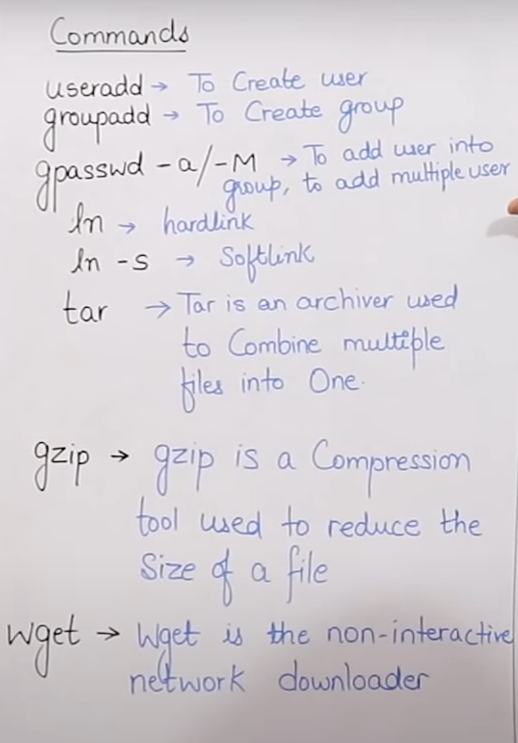 Commands
useradd → To Create user
groupadd → To Create group
gpasswd -a/-M → To add user into
group, to add multiple user
ln → hardlink
ln -s → Softlink
tar → Tar is an archiver used
to Combine multiple
files into One.
gzip → gzip is a Compression
tool used to reduce the
Size of a file
wget → Wget is the non-interactive
network downloader